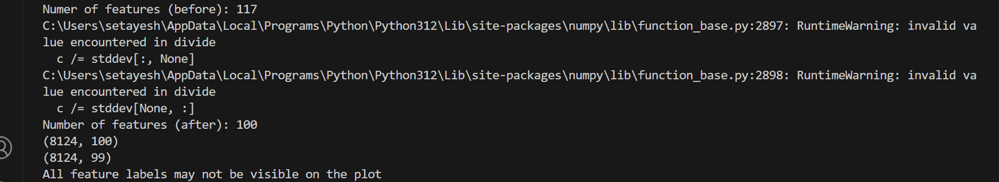 Numer of features (before): 117
C:\Users\setayesh\AppData\Local\Programs\Python\Python312\Lib\site-packages\numpy\lib\function_base.py:2897: RuntimeWarning: invalid va
lue encountered in divide
  c /= stddev[:, None]
C:\Users\setayesh\AppData\Local\Programs\Python\Python312\Lib\site-packages\numpy\lib\function_base.py:2898: RuntimeWarning: invalid va
lue encountered in divide
  c /= stddev[None, :]
Number of features (after): 100
(8124, 100)
(8124, 99)
All feature labels may not be visible on the plot